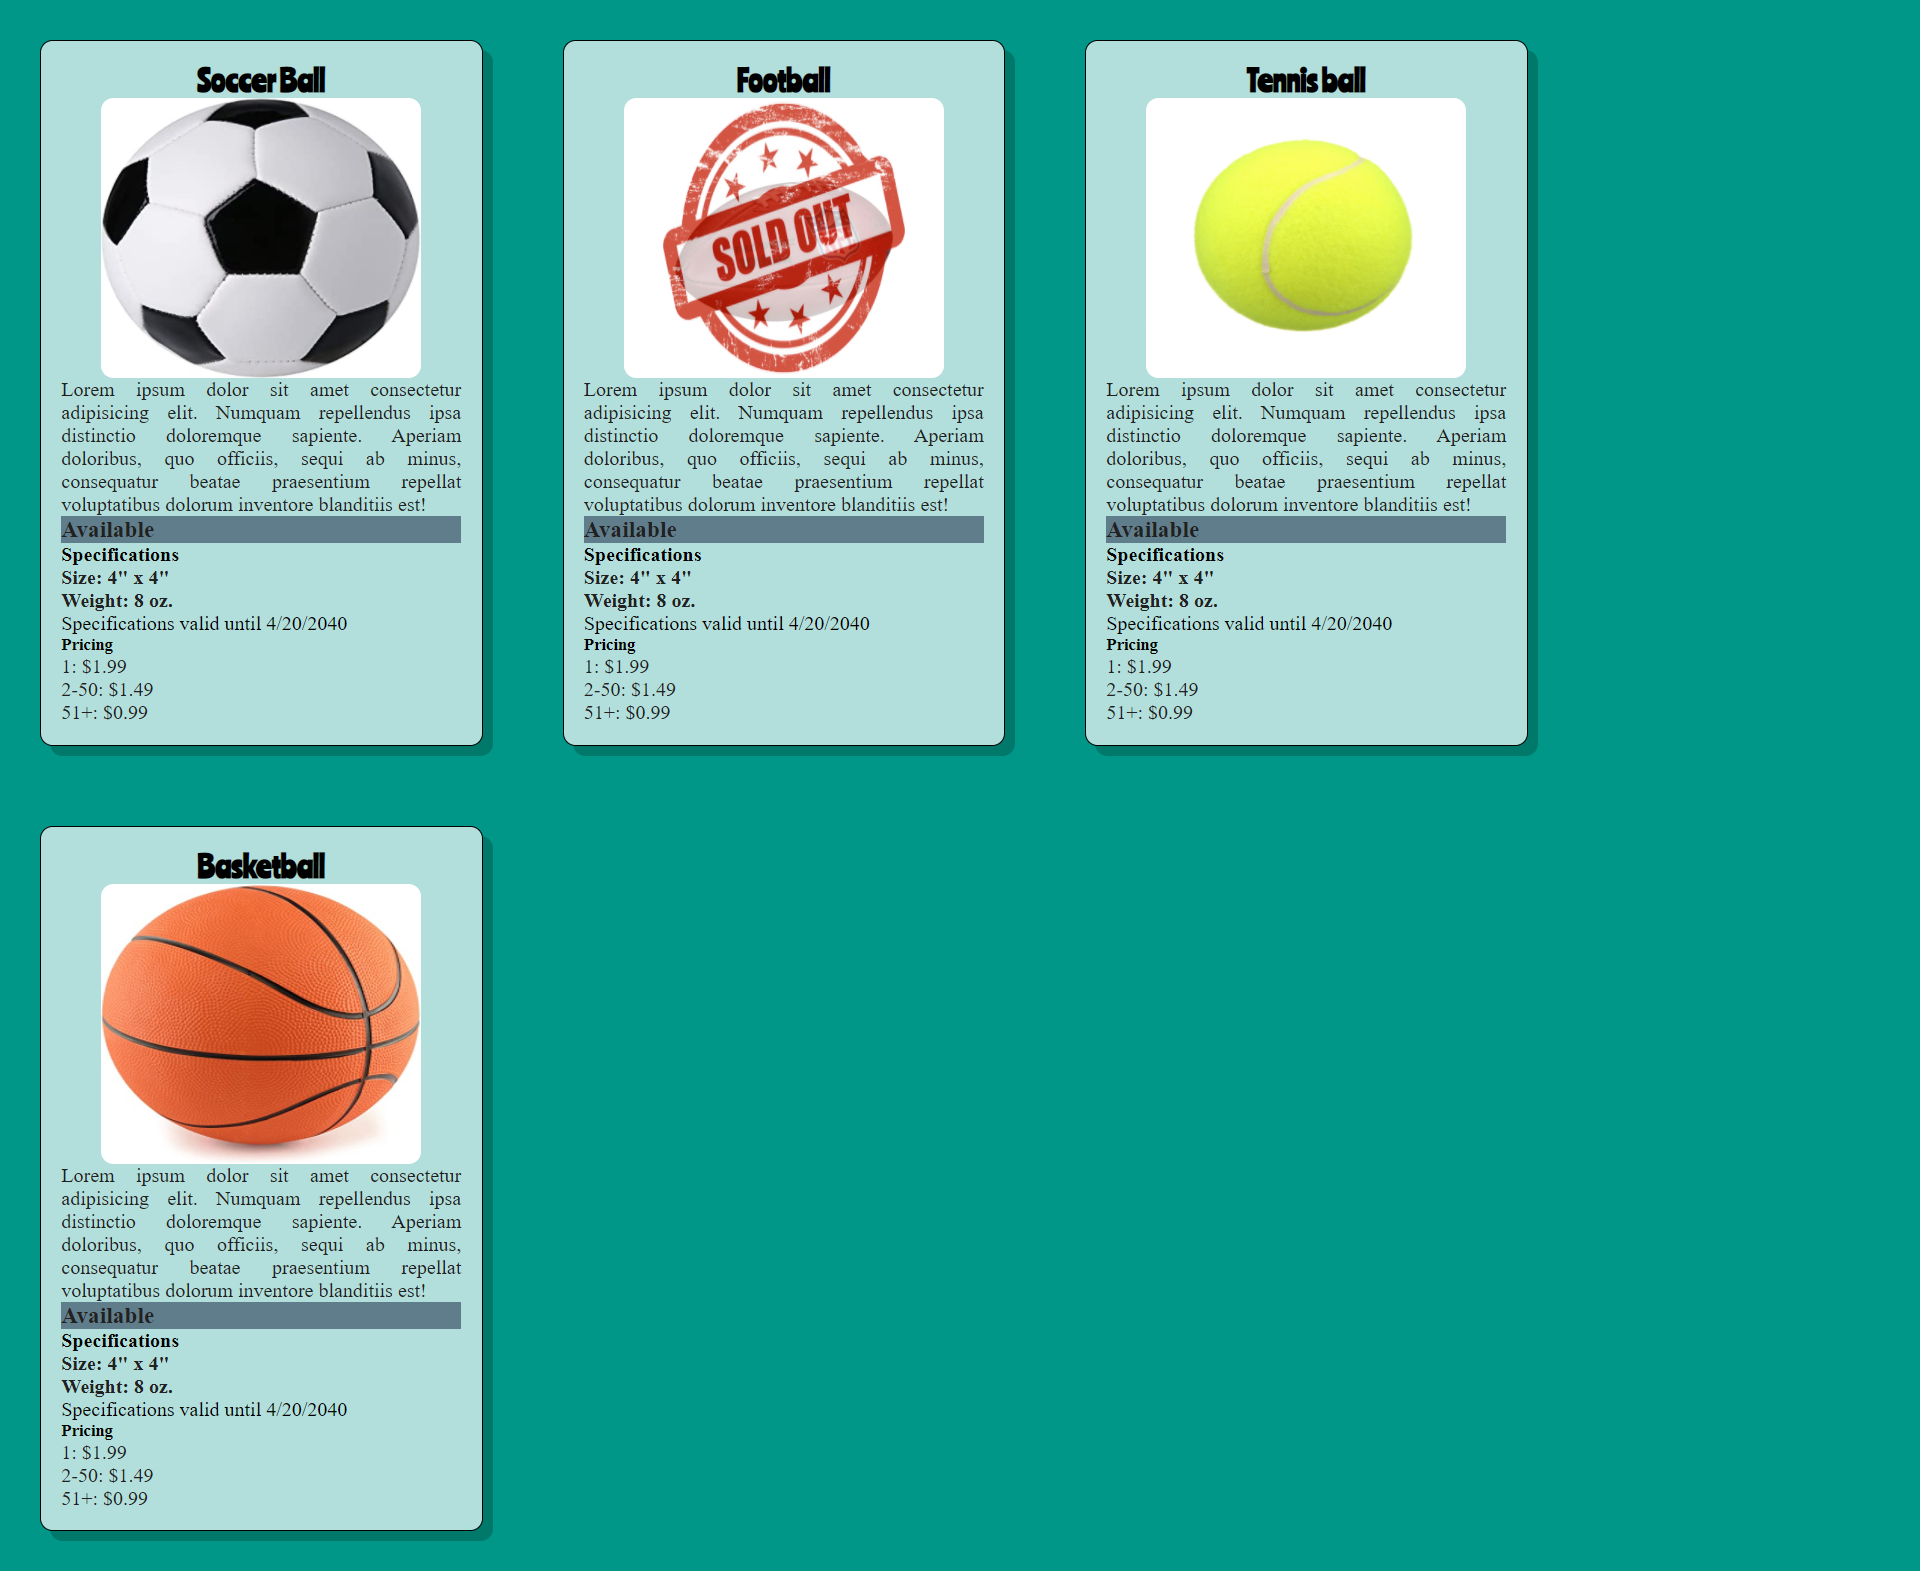 Soccer Ball
Lorem ipsum dolor sit amet consectetur
adipisicing elit. Numquam repellendus ipsa
distinctio doloremque sapiente. Aperiam
doloribus, quo officiis, sequi ab minus,
consequatur beatae praesentium repellat
voluptatibus dolorum inventore blanditiis est!
Available
Specifications
Size: 4" x 4"
Weight: 8 oz.
Specifications valid until 4/20/2040
Pricing
1: $1.99
2-50: $1.49
51+: $0.99
Football
SOLD OUT
Lorem ipsum dolor sit amet consectetur
adipisicing elit. Numquam repellendus ipsa
distinctio doloremque sapiente. Aperiam
doloribus, quo officiis, sequi ab minus,
consequatur beatae praesentium repellat
voluptatibus dolorum inventore blanditiis est!
Available
Specifications
Size: 4" x 4"
Weight: 8 oz.
Specifications valid until 4/20/2040
Pricing
1: $1.99
2-50: $1.49
51+: $0.99
Tennis ball
Lorem ipsum dolor sit amet consectetur
adipisicing elit. Numquam repellendus ipsa
distinctio doloremque sapiente. Aperiam
doloribus, quo officiis, sequi ab minus,
consequatur beatae praesentium repellat
voluptatibus dolorum inventore blanditiis est!
Available
Specifications
Size: 4" x 4"
Weight: 8 oz.
Specifications valid until 4/20/2040
Pricing
1: $1.99
2-50: $1.49
51+: $0.99
Basketball
Lorem ipsum dolor sit amet consectetur
adipisicing elit. Numquam repellendus ipsa
distinctio doloremque sapiente. Aperiam
doloribus, quo officiis, sequi ab minus,
consequatur beatae praesentium repellat
voluptatibus dolorum inventore blanditiis est!
Available
Specifications
Size: 4" x 4"
Weight: 8 oz.
Specifications valid until 4/20/2040
Pricing
1: $1.99
2-50: $1.49
51+: $0.99